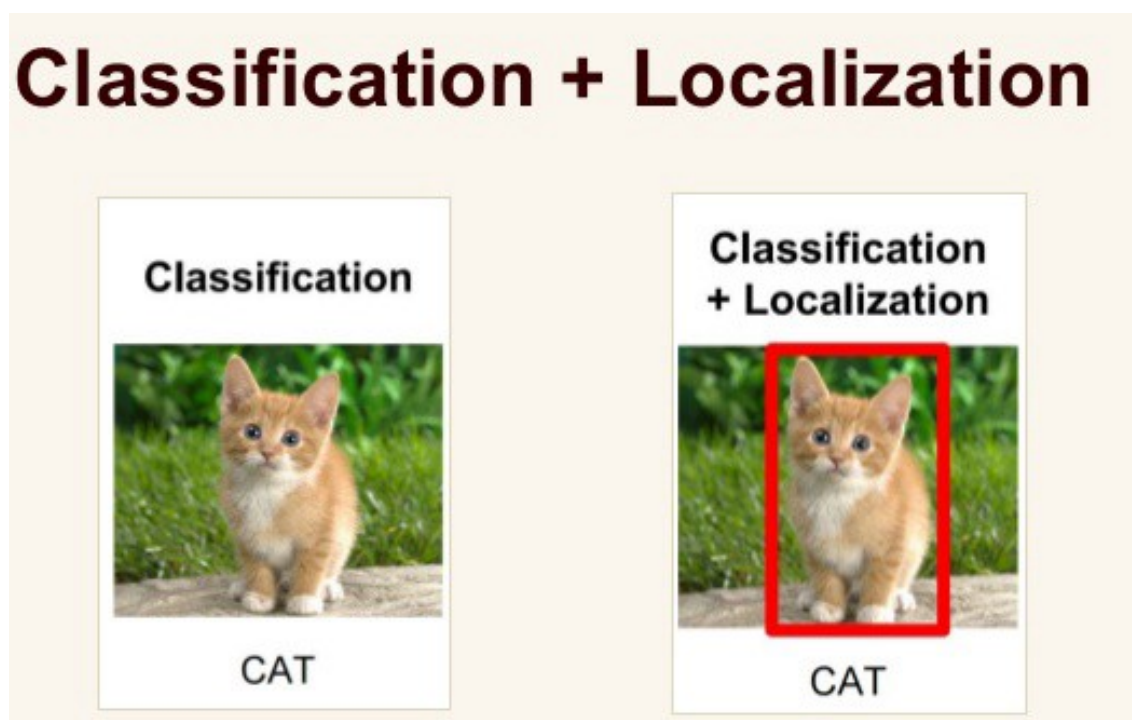 Classification + Localization
Classification
CAT
Classification
+ Localization
CAT